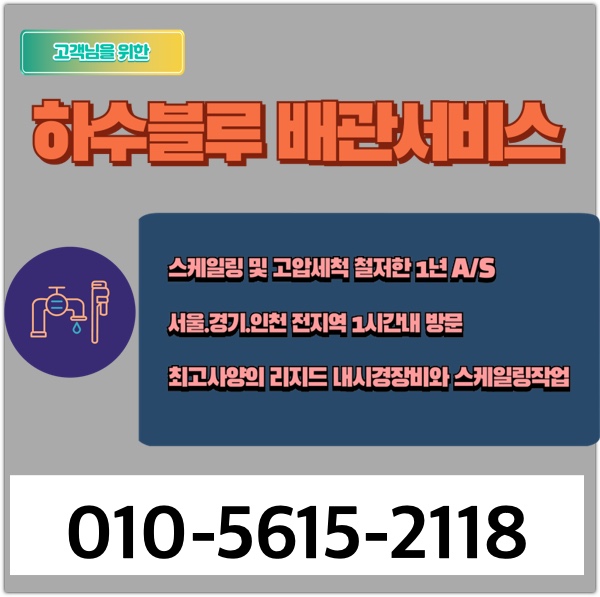 고객님을 위한
하수블루 배관서비스
스케일링 및 고압세척 철저한 1년 A/S
서울.경기.인천 전지역 1시간내 방문
최고사양의 리지드 내시경장비와 스케일링작업
010-5615-2118